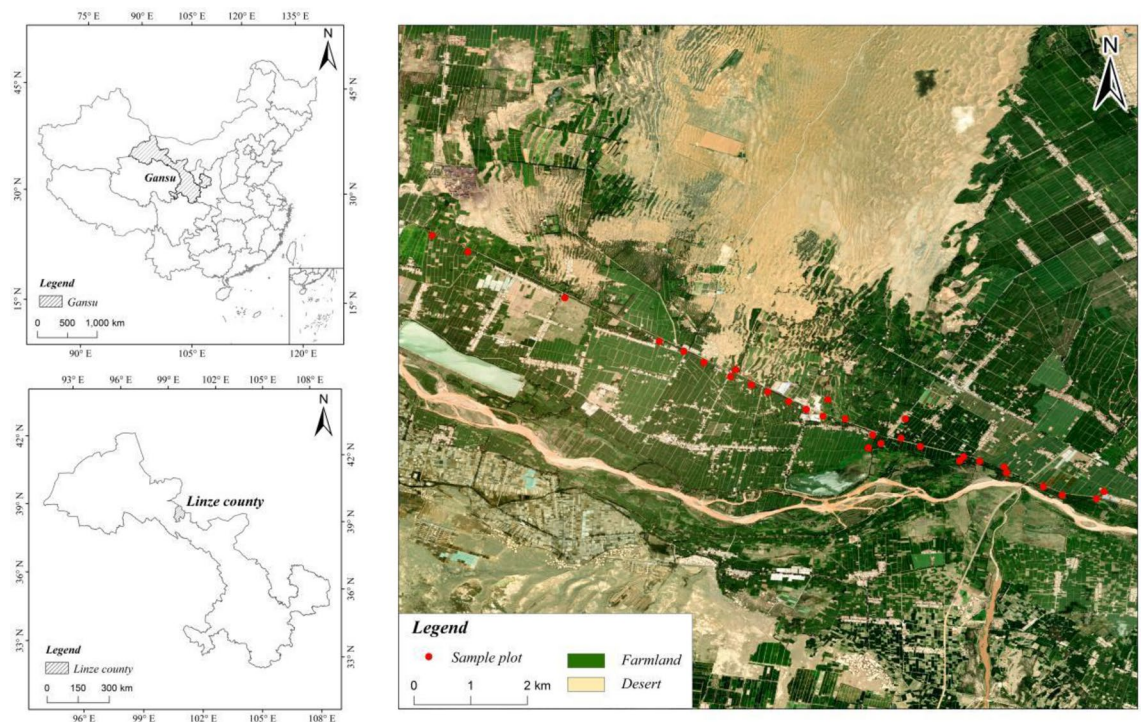 75° E 90° E 105° E 120° E 135° E
N
45° N 45° N
30° N 30° N
15° N 15° N
Gansu
Legend
Gansu
0 500 1,000 km
90° E 105° E 120° E
93° E 96° E 99° E 102° E 105° E 108° E
N
42° N 42° N
39° N 39° N
36° N 36° N
33° N 33° N
Linze county
Legend
Linze county
0 150 300 km
96° E 99° E 102° E 105° E 108° E
N
Legend
Sample plot Farmland
Desert
0 1 2 km